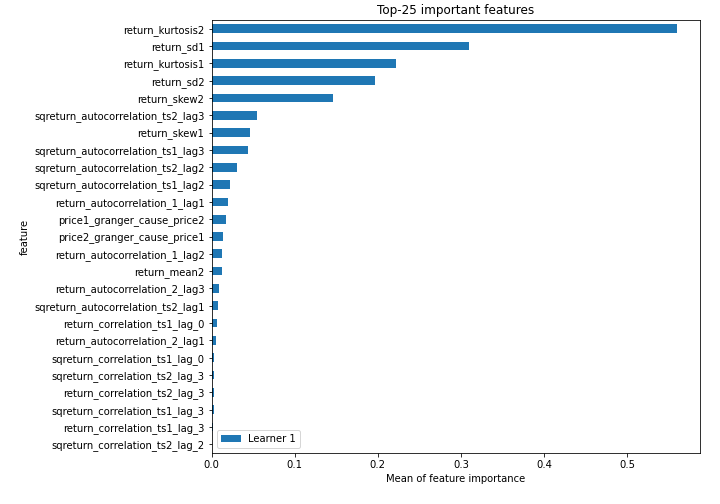 Top-25 important features
return_kurtosis2
return_sd1
return_kurtosis1
return_sd2
return_skew2
sqreturn_autocorrelation_ts2_lag3
return_skew1
sqreturn_autocorrelation_ts1_lag3
sqreturn_autocorrelation_ts2_lag2
sqreturn_autocorrelation_ts1_lag2
return_autocorrelation_1_lag1
price1_granger_cause_price2
price2_granger_cause_price1
return_autocorrelation_1_lag2
return_mean2
return_autocorrelation_2_lag3
sqreturn_autocorrelation_ts2_lag1
return_correlation_ts1_lag_0
return_autocorrelation_2_lag1
sqreturn_correlation_ts1_lag_0
sqreturn_correlation_ts2_lag_3
return_correlation_ts2_lag_3
sqreturn_correlation_ts1_lag_3
return_correlation_ts1_lag_3
sqreturn_correlation_ts2_lag_2
feature
Learner 1
0.0 0.1 0.2 0.3 0.4 0.5
Mean of feature importance